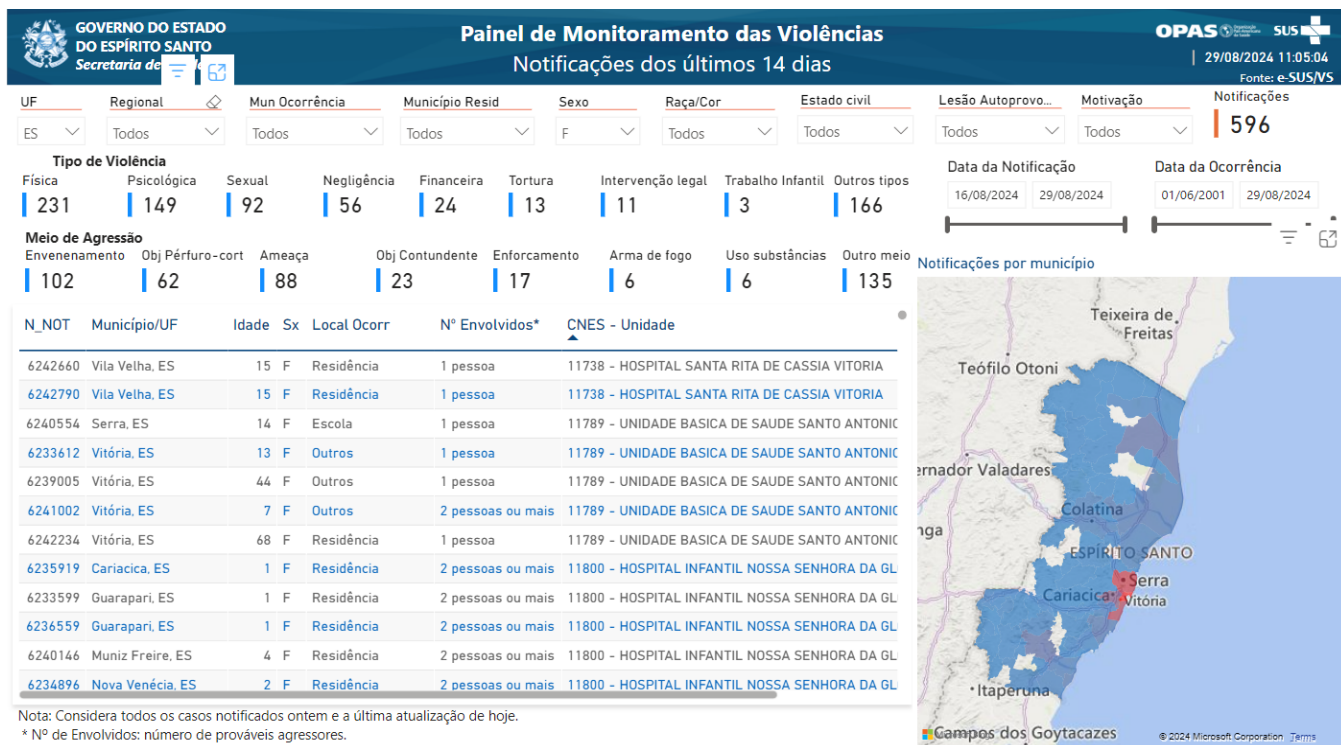 GOVERNO DO ESTADO
DO ESPÍRITO SANTO
Secretaria de
Painel de Monitoramento das Violências
Notificações dos últimos 14 dias
OPAS SUS
29/08/2024 11:05:04
Fonte: e-SUS/VS
UF Regional Mun Ocorrência Município Resid Sexo Raça/Cor Estado civil Lesão Autoprovo... Motivação Notificações
ES Todos Todos Todos F Todos Todos Todos Todos 596
Tipo de Violência
Física Psicológica Sexual Negligência Financeira Tortura Intervenção legal Trabalho Infantil Outros tipos
231 149 92 56 24 13 11 3 166
Data da Notificação Data da Ocorrência
16/08/2024 29/08/2024 01/06/2001 29/08/2024
Meio de Agressão
Envenenamento Obj Pérfuro-cort Ameaça Obj Contundente Enforcamento Arma de fogo Uso substâncias Outro meio
102 62 88 23 17 6 6 135
N_NOT Município/UF Idade Sx Local Ocorr Nº Envolvidos* CNES - Unidade
6242660 Vila Velha, ES 15 F Residência 1 pessoa 11738 - HOSPITAL SANTA RITA DE CASSIA VITORIA
6242790 Vila Velha, ES 15 F Residência 1 pessoa 11738 - HOSPITAL SANTA RITA DE CASSIA VITORIA
6240554 Serra, ES 14 F Escola 1 pessoa 11789 - UNIDADE BASICA DE SAUDE SANTO ANTONIO
6233612 Vitória, ES 13 F Outros 1 pessoa 11789 - UNIDADE BASICA DE SAUDE SANTO ANTONIO
6239005 Vitória, ES 44 F Outros 1 pessoa 11789 - UNIDADE BASICA DE SAUDE SANTO ANTONIO
6241002 Vitória, ES 7 F Outros 2 pessoas ou mais 11789 - UNIDADE BASICA DE SAUDE SANTO ANTONIO
6242234 Vitória, ES 68 F Outros 1 pessoa 11789 - UNIDADE BASICA DE SAUDE SANTO ANTONIO
6235919 Cariacica, ES 1 F Residência 2 pessoas ou mais 11800 - HOSPITAL INFANTIL NOSSA SENHORA DA GL
6233599 Guarapari, ES 1 F Residência 2 pessoas ou mais 11800 - HOSPITAL INFANTIL NOSSA SENHORA DA GL
6236559 Guarapari, ES 1 F Residência 2 pessoas ou mais 11800 - HOSPITAL INFANTIL NOSSA SENHORA DA GL
6240146 Muniz Freire, ES 4 F Residência 2 pessoas ou mais 11800 - HOSPITAL INFANTIL NOSSA SENHORA DA GL
6234896 Nova Venécia, ES 2 F Residência 2 pessoas ou mais 11800 - HOSPITAL INFANTIL NOSSA SENHORA DA GL
Nota: Considera todos os casos notificados ontem e a última atualização de hoje.
* Nº de Envolvidos: número de prováveis agressores.
Notificações por município
Teixeira de
Freitas
Teófilo Otoni
ernador Valadares
Colatina
nga
ESPÍRITO SANTO
Serra
Cariacica
Vitória
Itaperuna
Campos dos Goytacazes
© 2024 Microsoft Corporation Terms